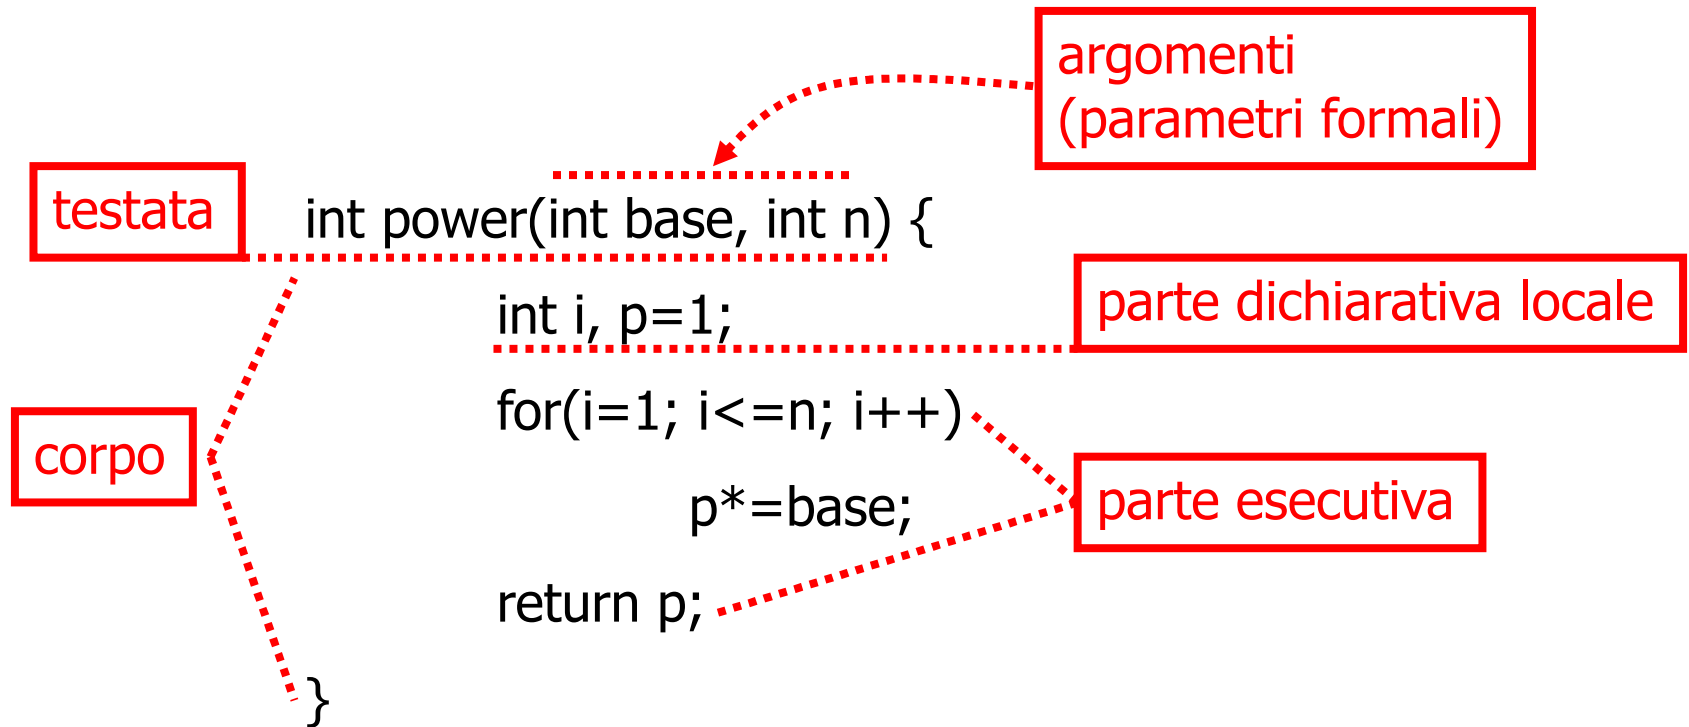 argomenti
(parametri formali)
testata
int power(int base, int n) {
parte dichiarativa locale
int i, p=1;
for(i=1; i<=n; i++)
corpo
parte esecutiva
p*=base;
return p;
}